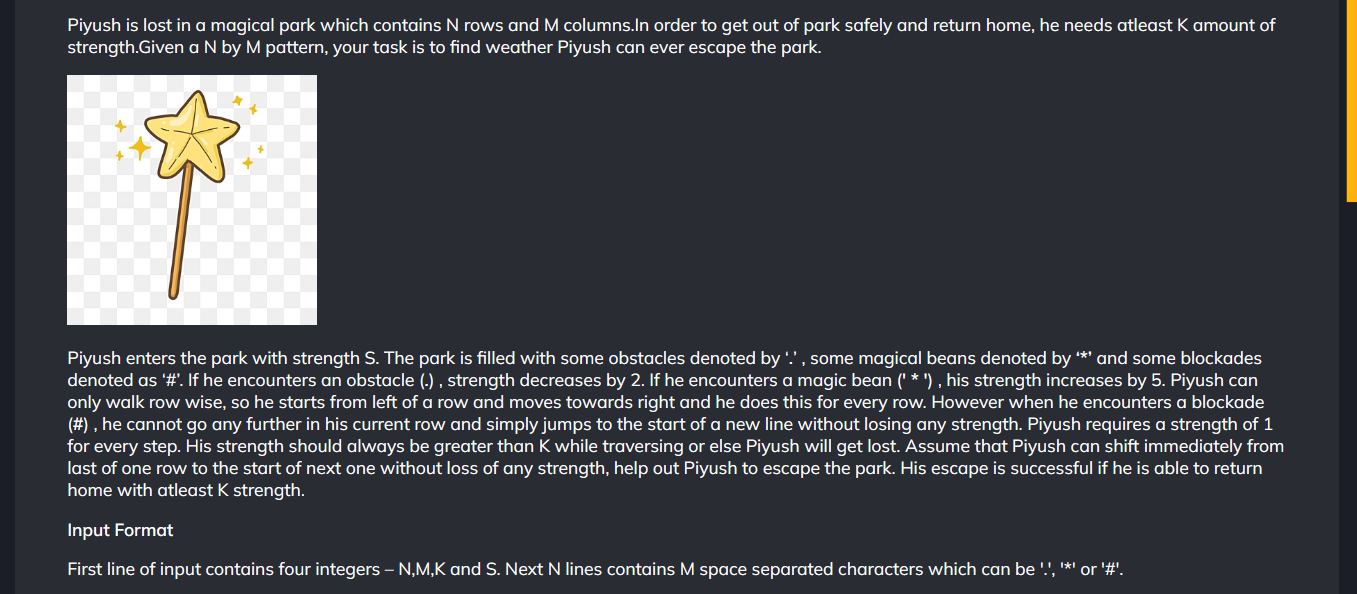 Piyush is lost in a magical park which contains N rows and M columns.In order to get out of park safely and return home, he needs atleast K amount of
strength.Given a N by M pattern, your task is to find weather Piyush can ever escape the park.
Piyush enters the park with strength S. The park is filled with some obstacles denoted by '.' , some magical beans denoted by '*' and some blockades
denoted as '#'. If he encounters an obstacle (.) , strength decreases by 2. If he encounters a magic bean (' * ') , his strength increases by 5. Piyush can
only walk row wise, so he starts from left of a row and moves towards right and he does this for every row. However when he encounters a blockade
(#) , he cannot go any further in his current row and simply jumps to the start of a new line without losing any strength. Piyush requires a strength of 1
for every step. His strength should always be greater than K while traversing or else Piyush will get lost. Assume that Piyush can shift immediately from
last of one row to the start of next one without loss of any strength, help out Piyush to escape the park. His escape is successful if he is able to return
home with atleast K strength.
Input Format
First line of input contains four integers – N,M,K and S. Next N lines contains M space separated characters which can be '.', '*' or '#'.